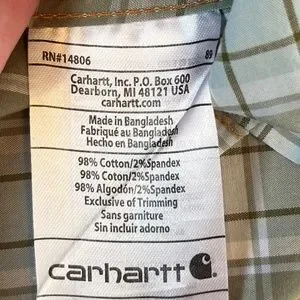 RN#14806 89
Carhartt, Inc. P.O. Box 600
Dearborn, MI 48121 USA
carhartt.com
Made in Bangladesh
Fabriqué au Bangladesh
Hecho en Bangladesh
98% Cotton/2%Spandex
98% Coton/2%Spandex
98% Algodón/2%Spandex
Exclusive of Trimming
Sans garniture
Sin incluir adorno
carhartt